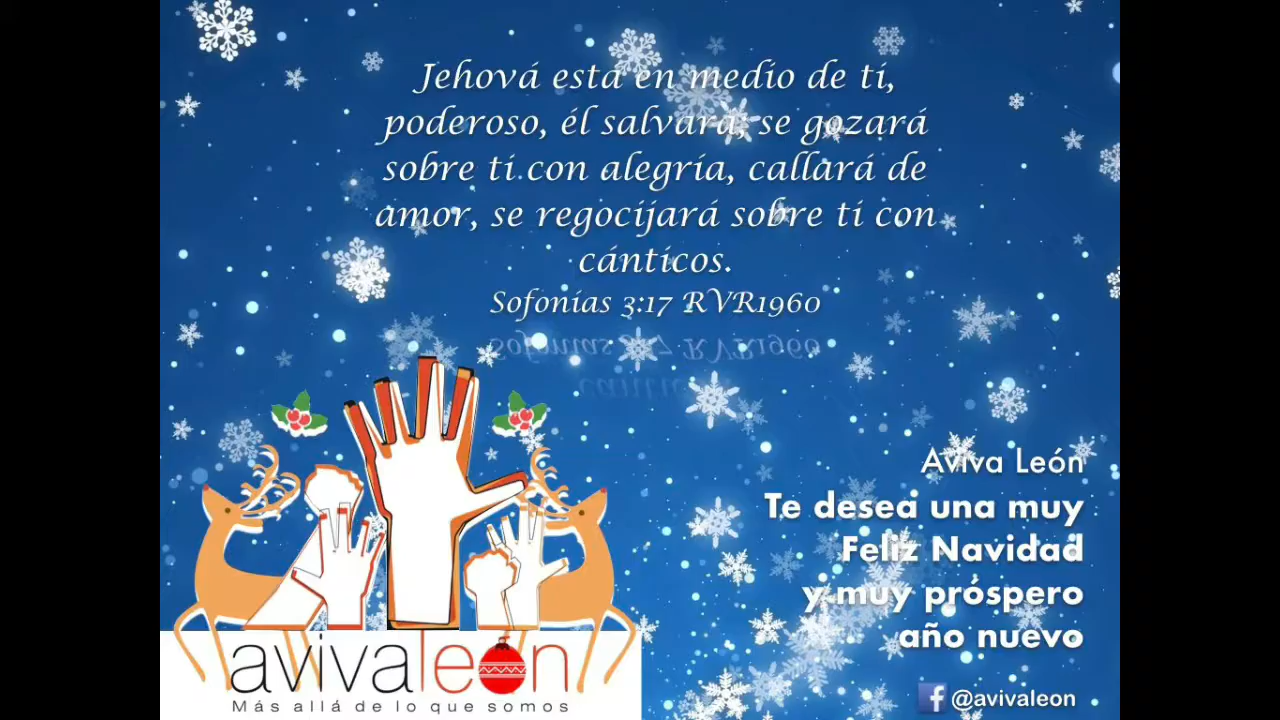 Jehová está en medio de ti,
poderoso, él salvará; se gozará
sobre ti con alegría, callará de
amor, se regocijará sobre ti con
cánticos.
Sofonías 3:17 RVR1960
Aviva León
Te desea una muy
Feliz Navidad
y muy próspero
año nuevo
avivaleon
Más allá de lo que somos
f @avivaleon